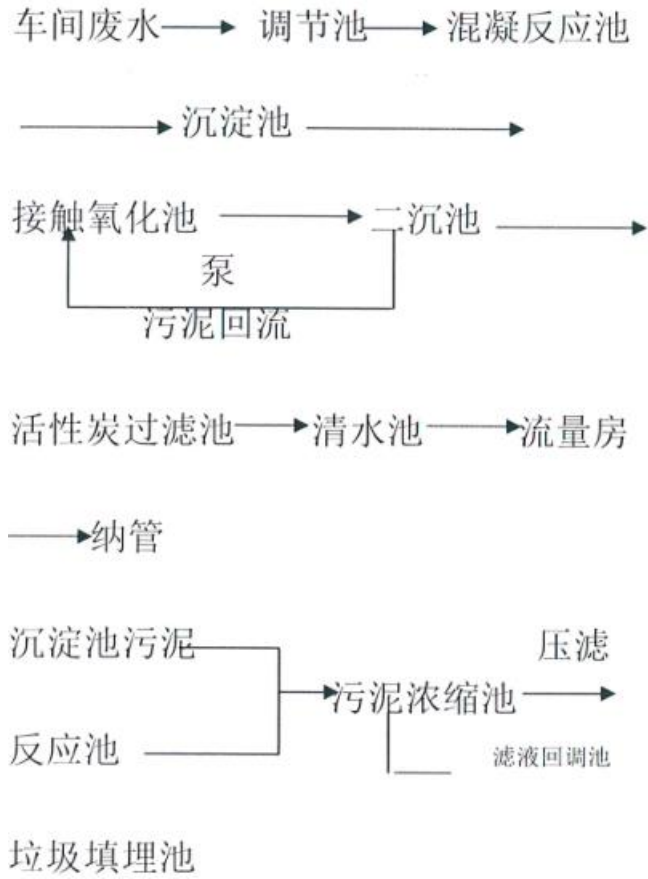 车间废水 调节池 混凝反应池
沉淀池
接触氧化池 二沉池
泵
污泥回流
活性炭过滤池 清水池 流量房
纳管
沉淀池污泥 压滤
污泥浓缩池
反应池 滤液回调池
垃圾填埋池